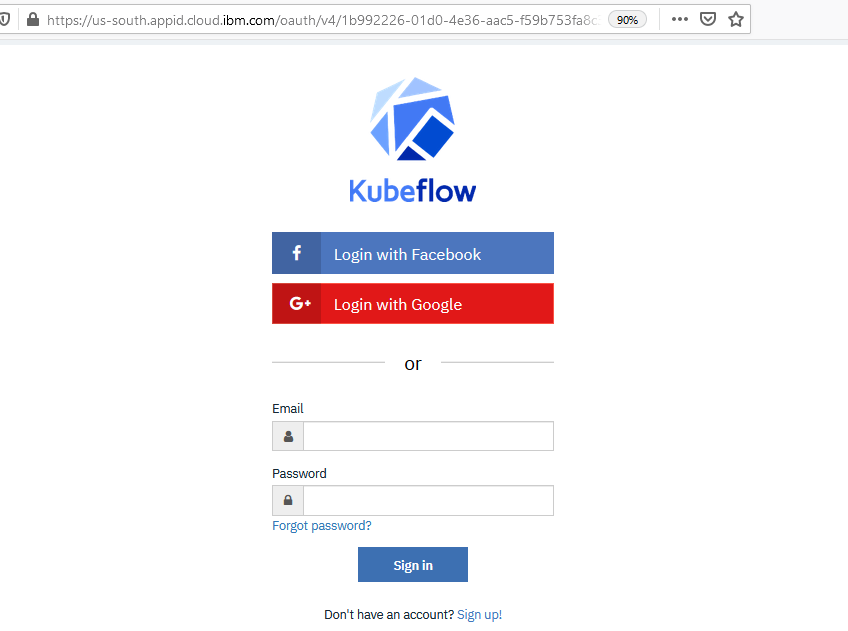 https://us-south.appid.cloud.ibm.com/oauth/v4/1b992226-01d0-4e36-aac5-f59b753fa8c 90%
Kubeflow
f Login with Facebook
G+ Login with Google
or
Email
Password
Forgot password?
Sign in
Don't have an account? Sign up!